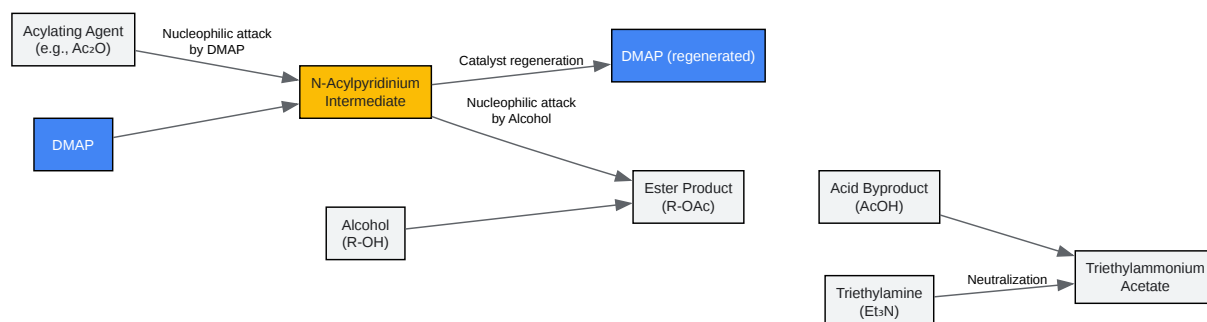 Acylating Agent
(e.g., Ac₂O)
Nucleophilic attack
by DMAP
DMAP
N-Acylpyridinium
Intermediate
Catalyst regeneration
DMAP (regenerated)
Nucleophilic attack
by Alcohol
Alcohol
(R-OH)
Ester Product
(R-OAc)
Acid Byproduct
(AcOH)
Triethylamine
(Et₃N)
Neutralization
Triethylammonium
Acetate